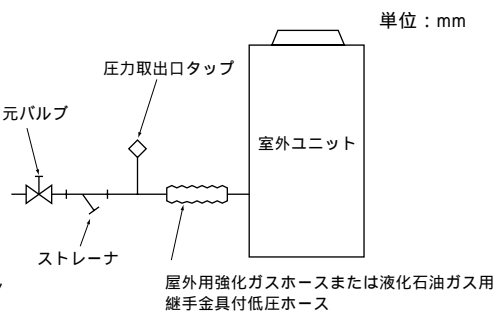 単位：mm
圧力取出口タップ
元バルブ
室外ユニット
ストレーナ
屋外用強化ガスホースまたは液化石油ガス用
継手金具付低圧ホース